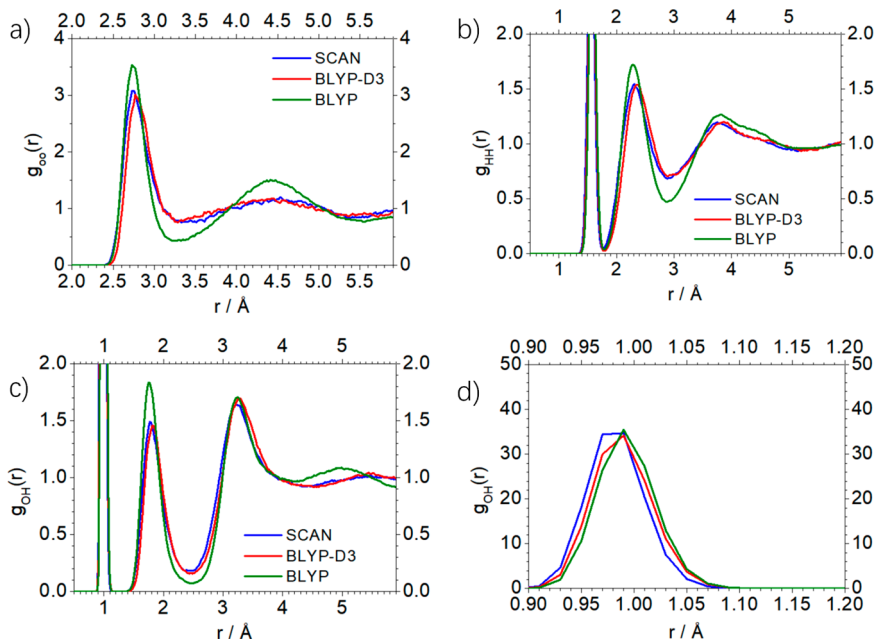 a)
2.0 2.5 3.0 3.5 4.0 4.5 5.0 5.5
4 4
3 3
2 2
1 1
0 0
SCAN
BLYP-D3
BLYP
g_OO(r)
2.0 2.5 3.0 3.5 4.0 4.5 5.0 5.5
r / Å
b)
1 2 3 4 5
2.0 2.0
1.5 1.5
1.0 1.0
0.5 0.5
0.0 0.0
g_HH(r)
SCAN
BLYP-D3
BLYP
1 2 3 4 5
r / Å
c)
1 2 3 4 5
2.0 2.0
1.5 1.5
1.0 1.0
0.5 0.5
0.0 0.0
g_OH(r)
SCAN
BLYP-D3
BLYP
1 2 3 4 5
r / Å
d)
0.90 0.95 1.00 1.05 1.10 1.15 1.20
50 50
40 40
30 30
20 20
10 10
0 0
g_OH(r)
0.90 0.95 1.00 1.05 1.10 1.15 1.20
r / Å